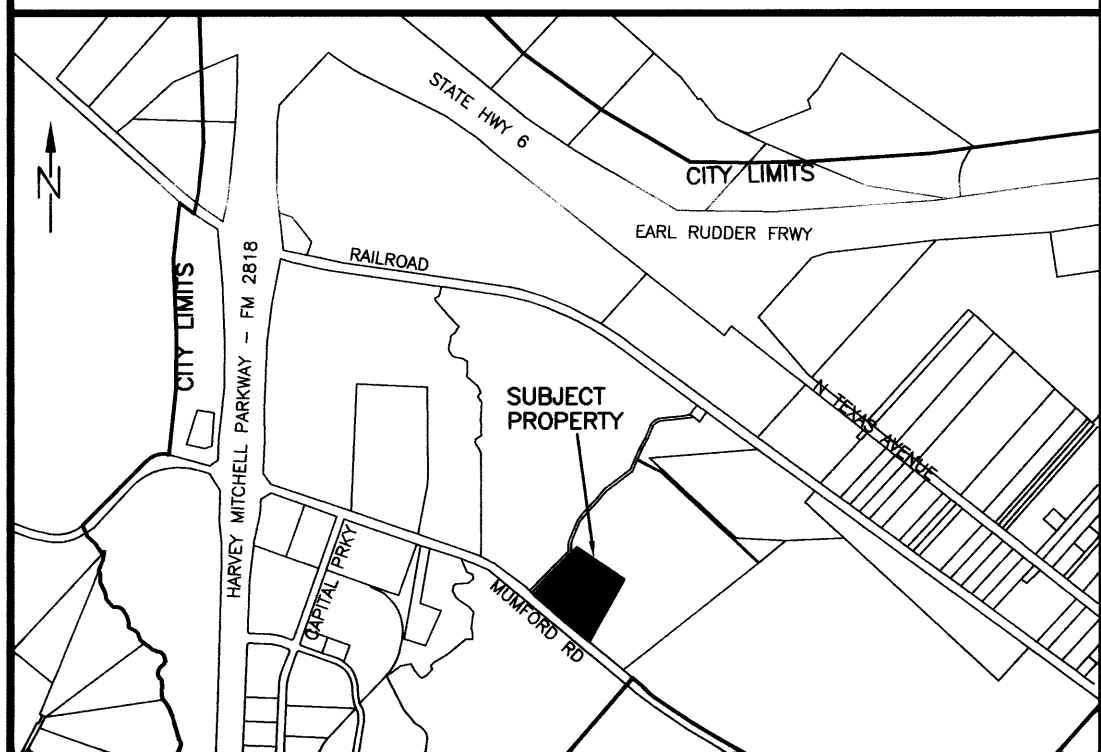 STATE HWY 6
CITY LIMITS
EARL RUDDER FRWY
N
RAILROAD
CITY LIMITS
HARVEY MITCHELL PARKWAY - FM 2818
SUBJECT
PROPERTY
N TEXAS AVENUE
CAPITAL PRKY
MUMFORD RD